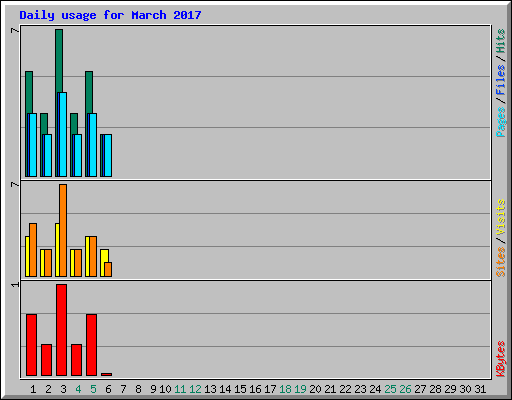 Daily usage for March 2017
7
Pages / Files / Hits
7
Sites / Visits
1
KBytes
1 2 3 4 5 6 7 8 9 10 11 12 13 14 15 16 17 18 19 20 21 22 23 24 25 26 27 28 29 30 31